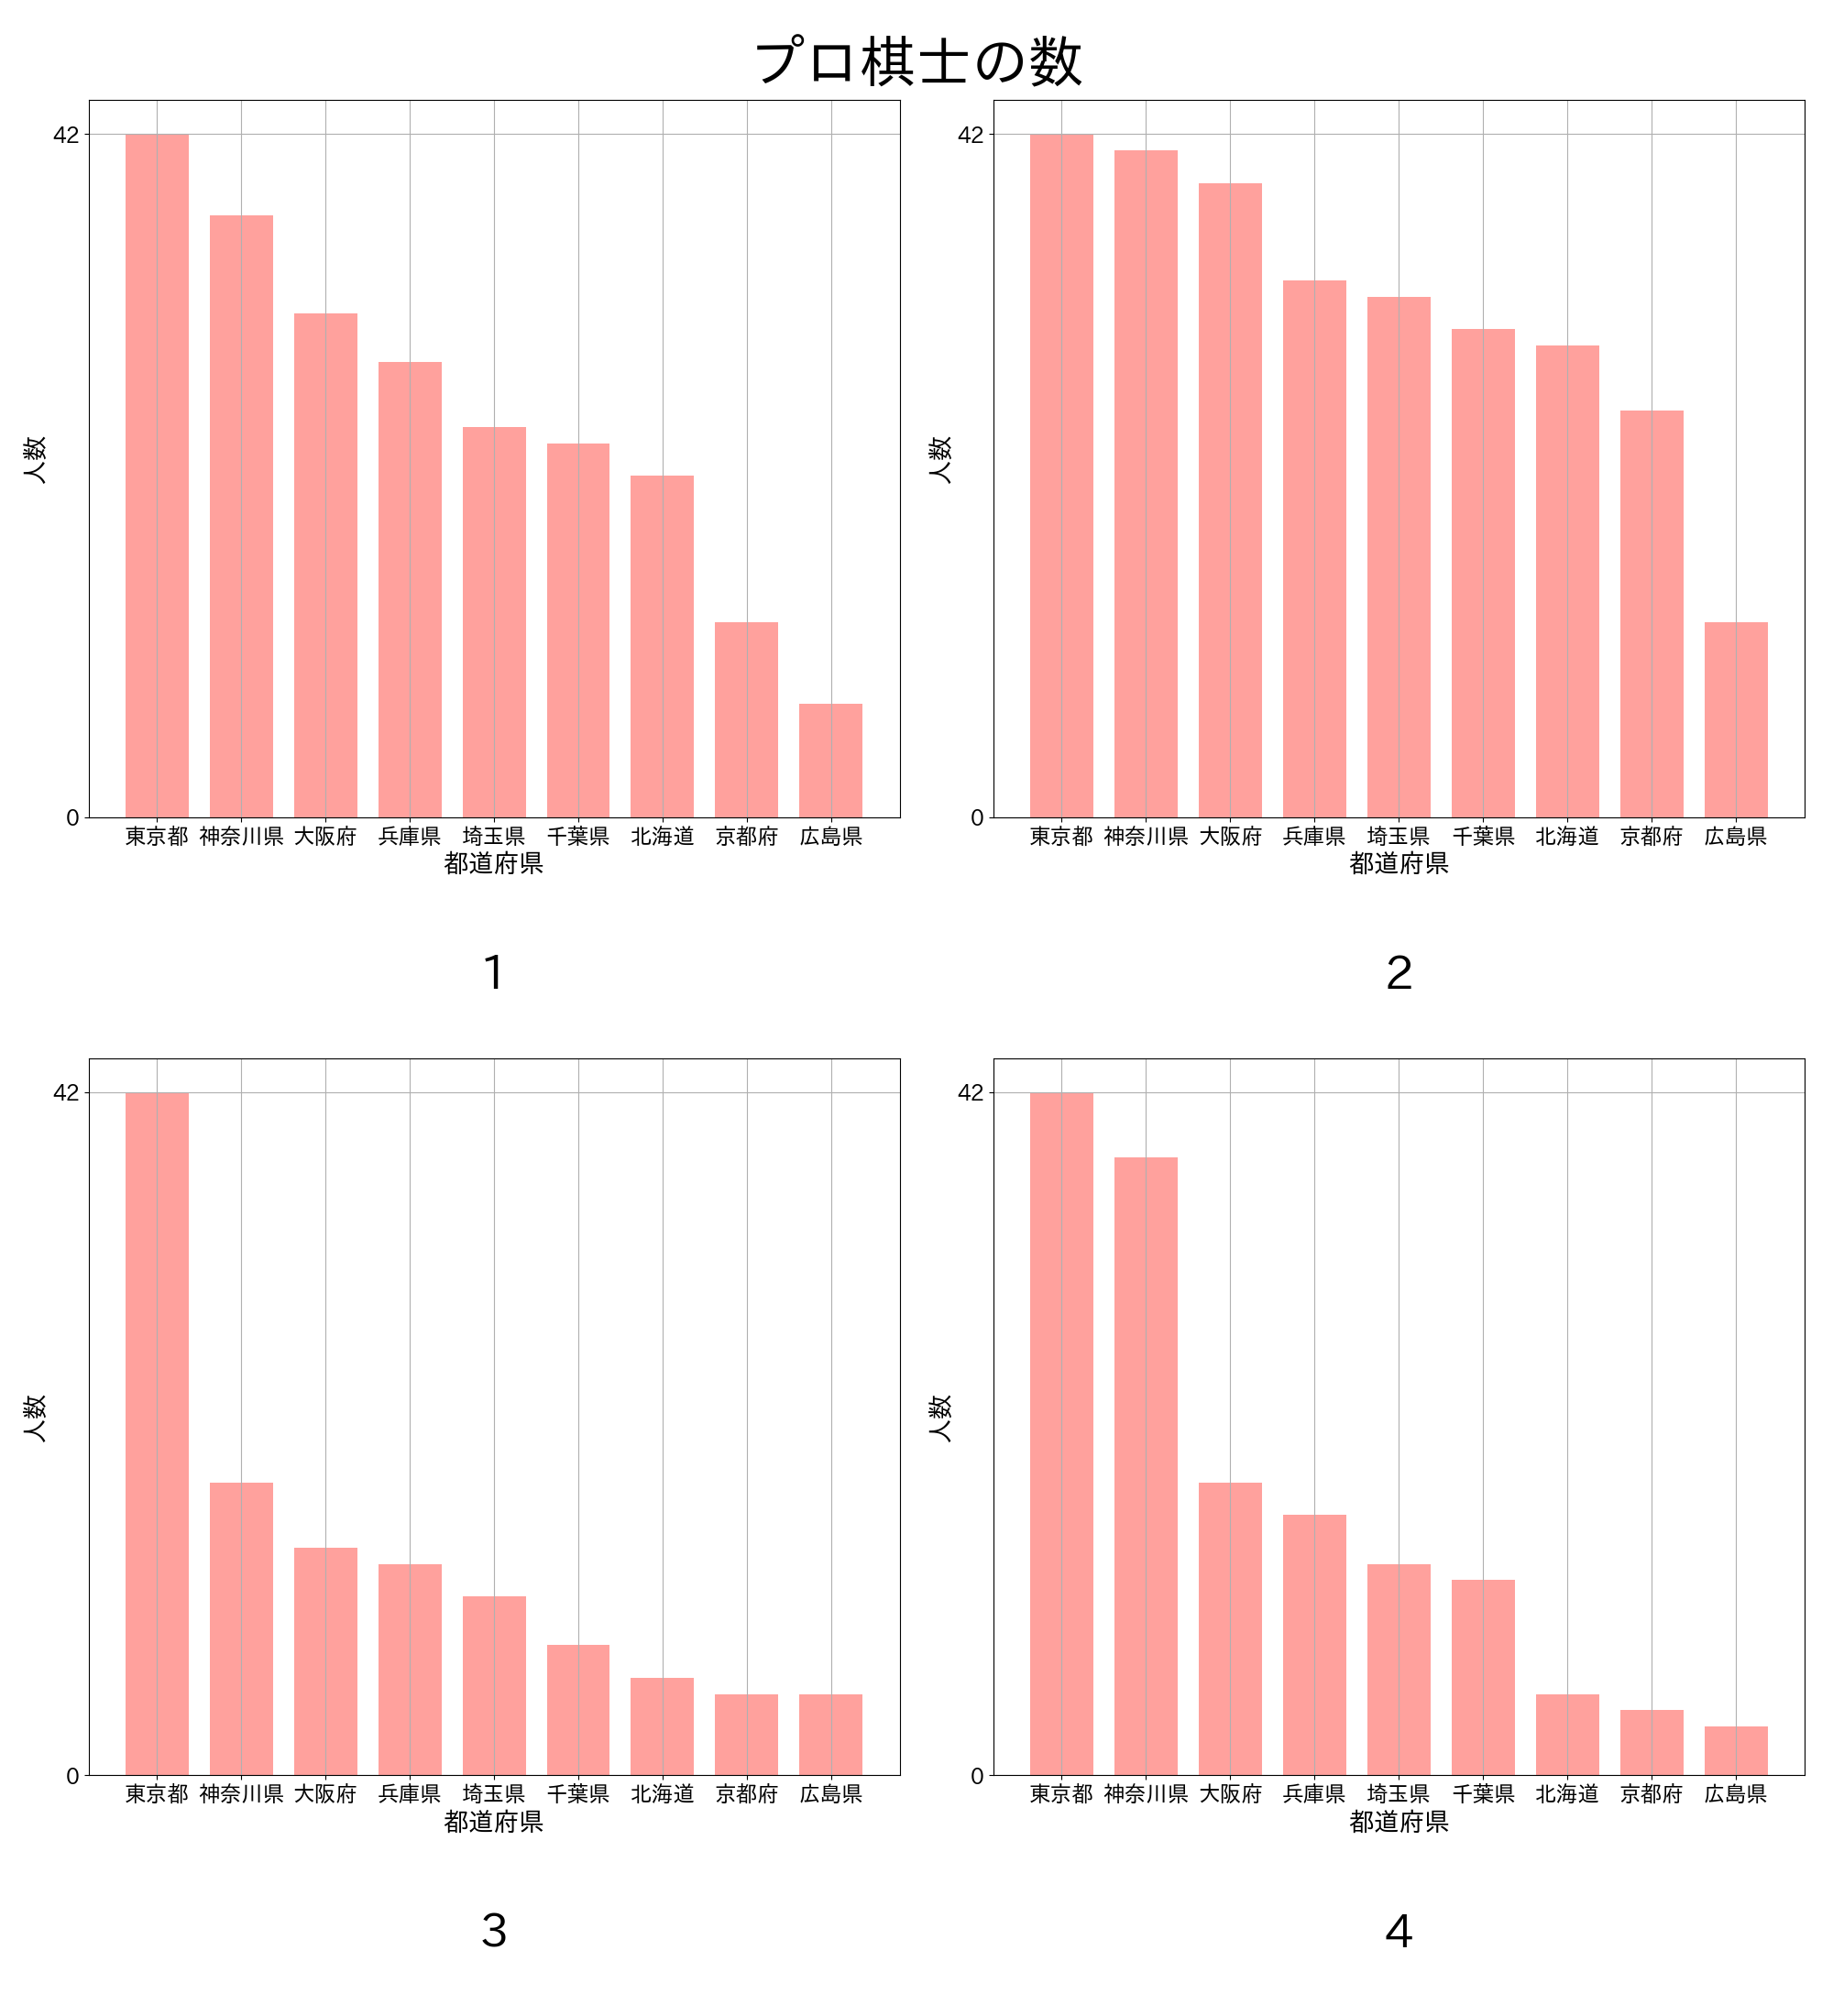 プロ棋士の数
42
0
人数
東京都 神奈川県 大阪府 兵庫県 埼玉県 千葉県 北海道 京都府 広島県
都道府県
1
42
0
人数
東京都 神奈川県 大阪府 兵庫県 埼玉県 千葉県 北海道 京都府 広島県
都道府県
2
42
0
人数
東京都 神奈川県 大阪府 兵庫県 埼玉県 千葉県 北海道 京都府 広島県
都道府県
3
42
0
人数
東京都 神奈川県 大阪府 兵庫県 埼玉県 千葉県 北海道 京都府 広島県
都道府県
4